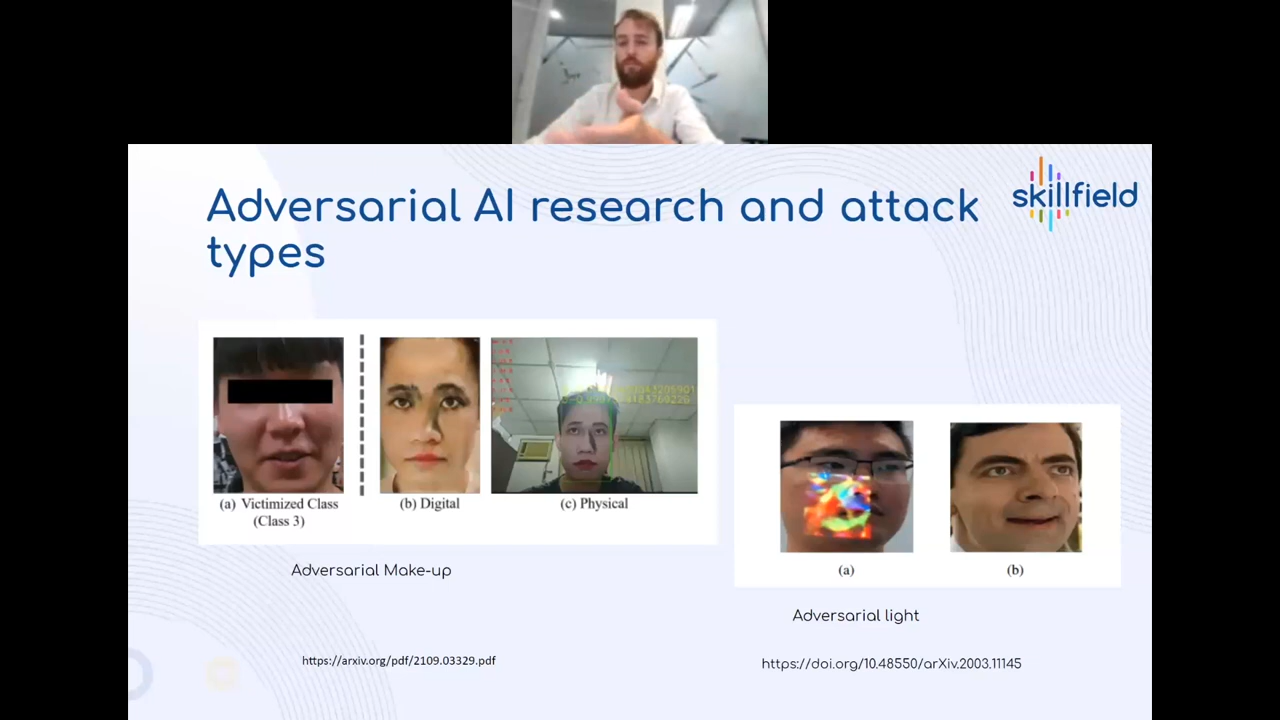 Adversarial AI research and attack
types
skillfield
(a) Victimized Class
(Class 3)
(b) Digital
(c) Physical
Adversarial Make-up
https://arxiv.org/pdf/2109.03329.pdf
(a)
(b)
Adversarial light
https://doi.org/10.48550/arXiv.2003.11145